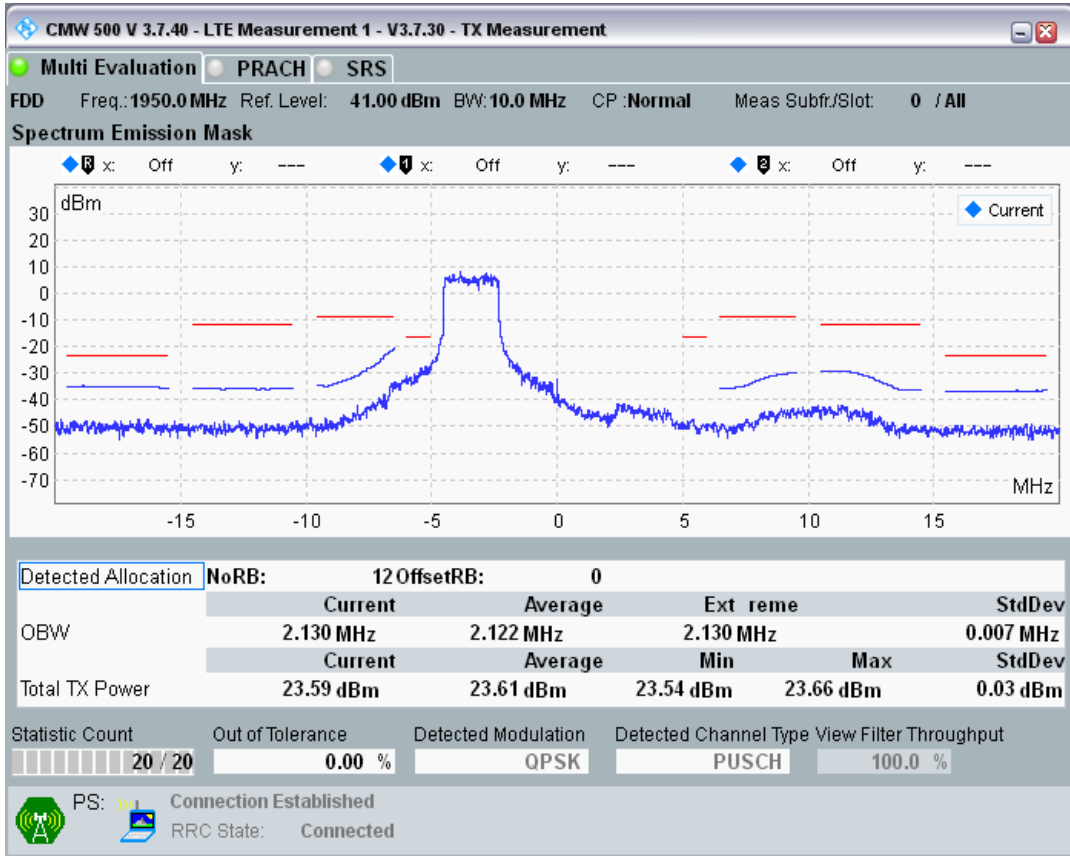 CMW 500 V 3.7.40 - LTE Measurement 1 - V3.7.30 - TX Measurement
Multi Evaluation PRACH SRS
FDD Freq.: 1950.0 MHz Ref. Level: 41.00 dBm BW: 10.0 MHz CP :Normal Meas Subfr./Slot: 0 / All
Spectrum Emission Mask
R x: Off y: --- 1 x: Off y: --- 2 x: Off y: ---
dBm
Current
30
20
10
0
-10
-20
-30
-40
-50
-60
-70
MHz
-15 -10 -5 0 5 10 15
Detected Allocation NoRB: 12 OffsetRB: 0
Current Average Ext reme StdDev
OBW 2.130 MHz 2.122 MHz 2.130 MHz 0.007 MHz
Current Average Min Max StdDev
Total TX Power 23.59 dBm 23.61 dBm 23.54 dBm 23.66 dBm 0.03 dBm
Statistic Count Out of Tolerance Detected Modulation Detected Channel Type View Filter Throughput
20 / 20 0.00 % QPSK PUSCH 100.0 %
PS: Connection Established
RRC State: Connected